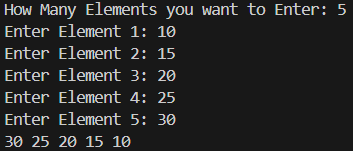 How Many Elements you want to Enter: 5
Enter Element 1: 10
Enter Element 2: 15
Enter Element 3: 20
Enter Element 4: 25
Enter Element 5: 30
30 25 20 15 10